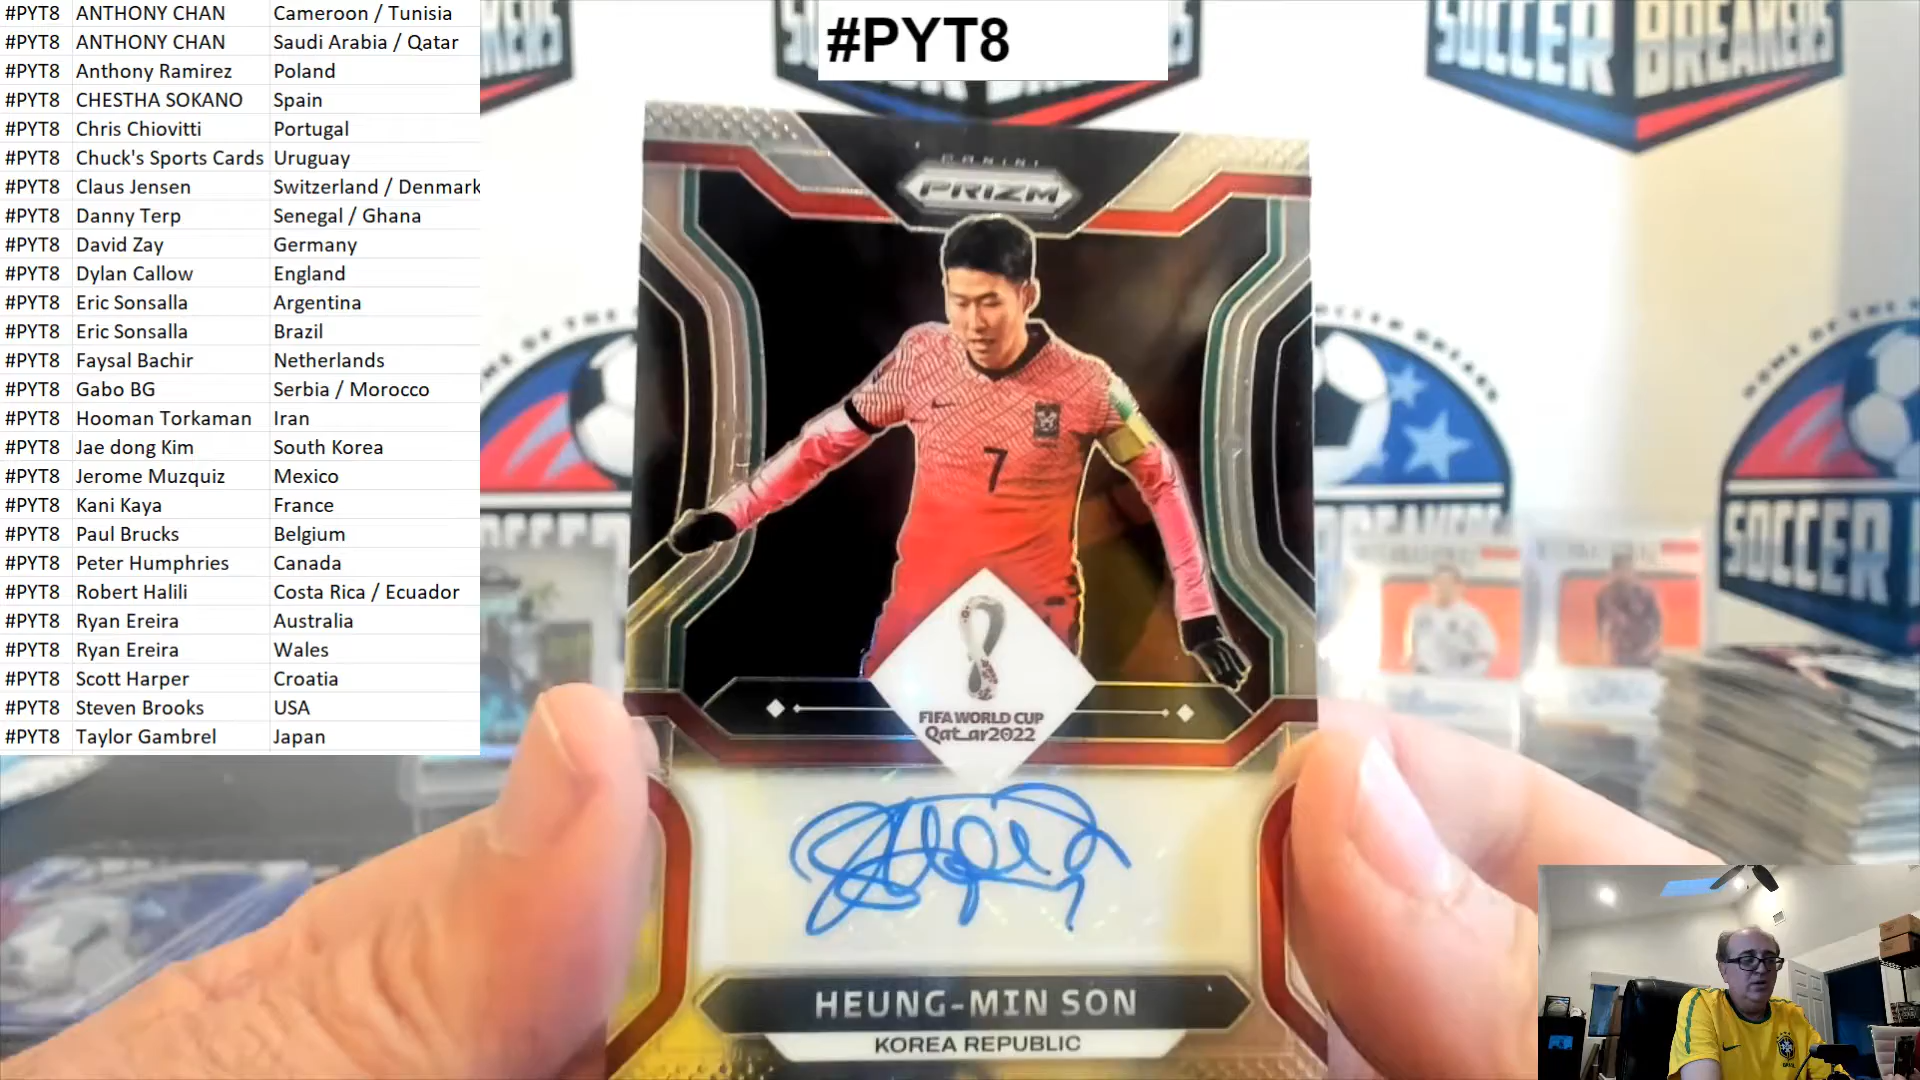 #PYT8 ANTHONY CHAN Cameroon / Tunisia
#PYT8 ANTHONY CHAN Saudi Arabia / Qatar
#PYT8 Anthony Ramirez Poland
#PYT8 CHESTHA SOKANO Spain
#PYT8 Chris Chiovitti Portugal
#PYT8 Chuck's Sports Cards Uruguay
#PYT8 Claus Jensen Switzerland / Denmark
#PYT8 Danny Terp Senegal / Ghana
#PYT8 David Zay Germany
#PYT8 Dylan Callow England
#PYT8 Eric Sonsalla Argentina
#PYT8 Eric Sonsalla Brazil
#PYT8 Faysal Bachir Netherlands
#PYT8 Gabo BG Serbia / Morocco
#PYT8 Hooman Torkaman Iran
#PYT8 Jae dong Kim South Korea
#PYT8 Jerome Muzquiz Mexico
#PYT8 Kani Kaya France
#PYT8 Paul Brucks Belgium
#PYT8 Peter Humphries Canada
#PYT8 Robert Halili Costa Rica / Ecuador
#PYT8 Ryan Ereira Australia
#PYT8 Ryan Ereira Wales
#PYT8 Scott Harper Croatia
#PYT8 Steven Brooks USA
#PYT8 Taylor Gambrel Japan
#PYT8
SOCCER
BREAKERS
PANINI
PRIZM
7
FIFA WORLD CUP
Qatar2022
HEUNG-MIN SON
KOREA REPUBLIC
HOME OF THE
SOCCER